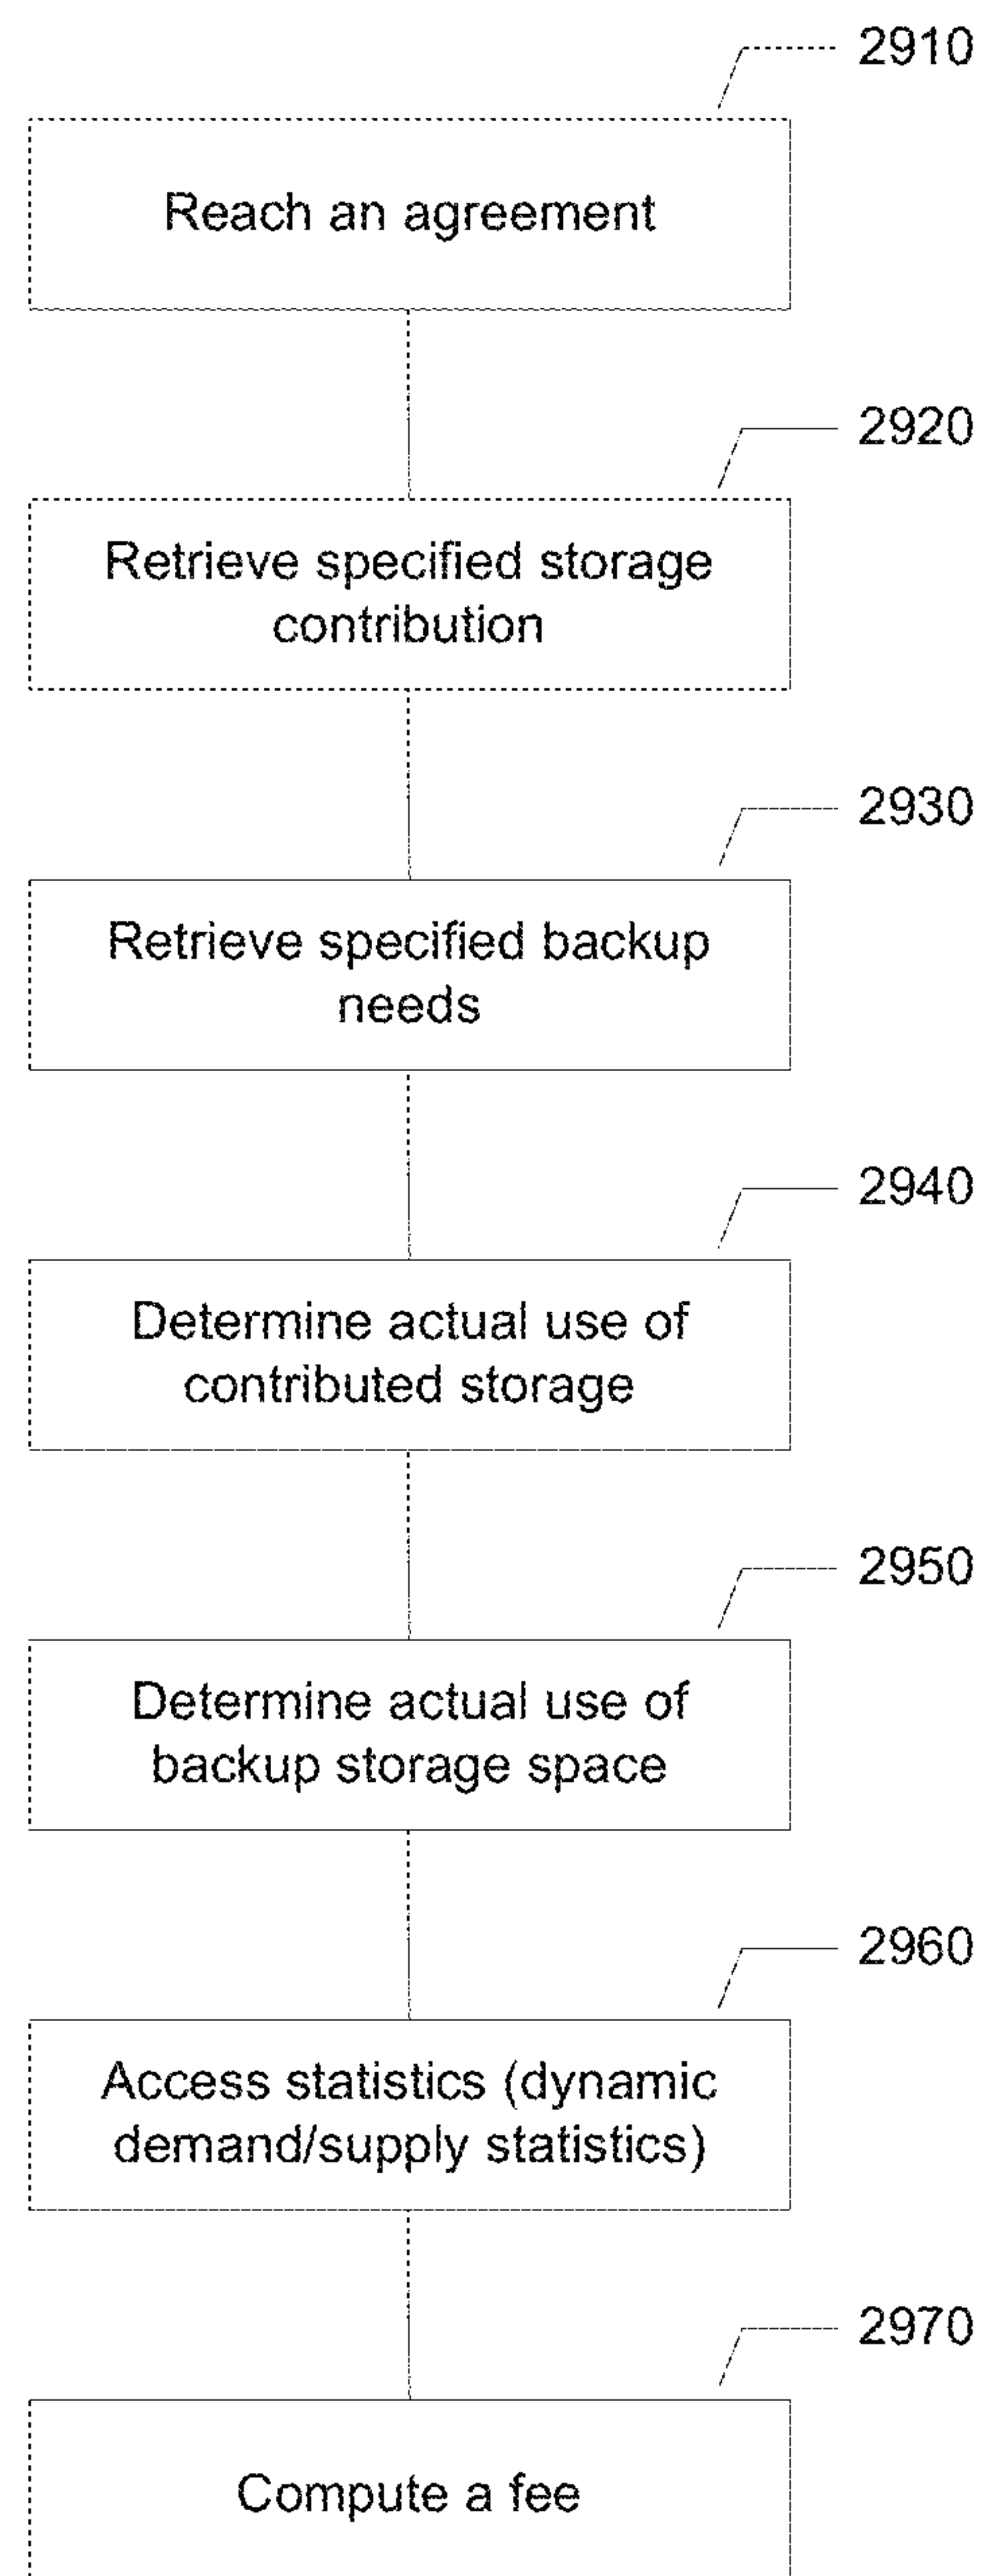 2910
Reach an agreement
2920
Retrieve specified storage
contribution
2930
Retrieve specified backup
needs
2940
Determine actual use of
contributed storage
2950
Determine actual use of
backup storage space
2960
Access statistics (dynamic
demand/supply statistics)
2970
Compute a fee